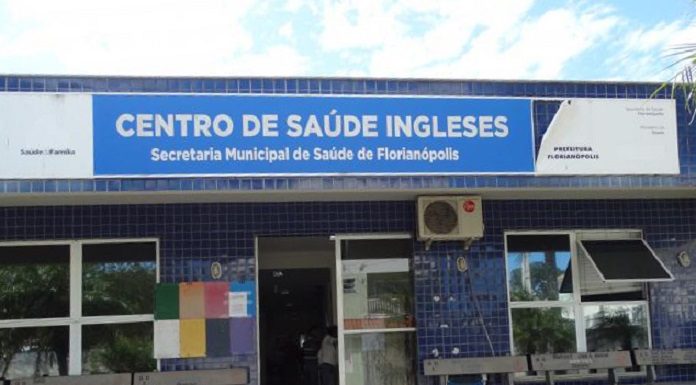 CENTRO DE SAÚDE INGLESES
Secretaria Municipal de Saúde de Florianópolis
PREFEITURA
FLORIANÓPOLIS